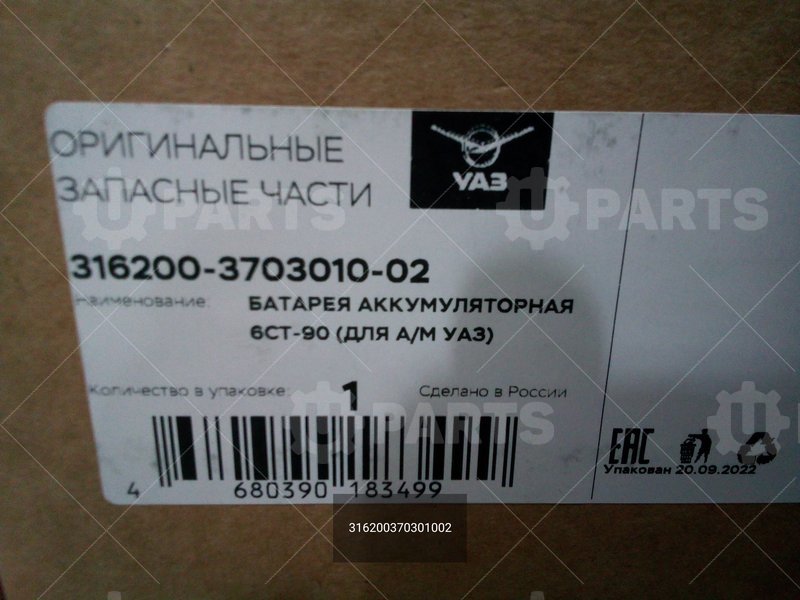 ОРИГИНАЛЬНЫЕ
ЗАПАСНЫЕ ЧАСТИ
УАЗ
316200-3703010-02
Наименование: БАТАРЕЯ АККУМУЛЯТОРНАЯ
6СТ-90 (ДЛЯ А/М УАЗ)
Количество в упаковке: 1 Сделано в России
4 680390 183499
EAC
Упакован 20.09.2022
316200370301002
U PARTS
U PARTS
U PARTS
U